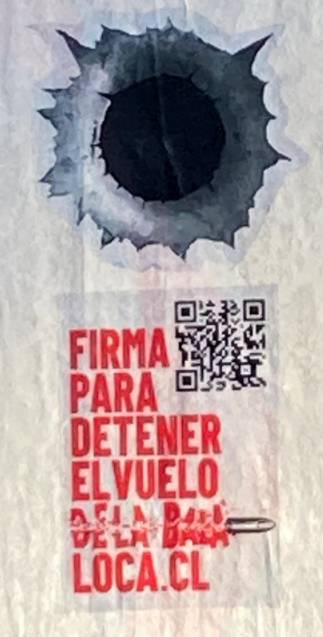 FIRMA
PARA
DETENER
EL VUELO
DE LA BALA
LOCA.CL